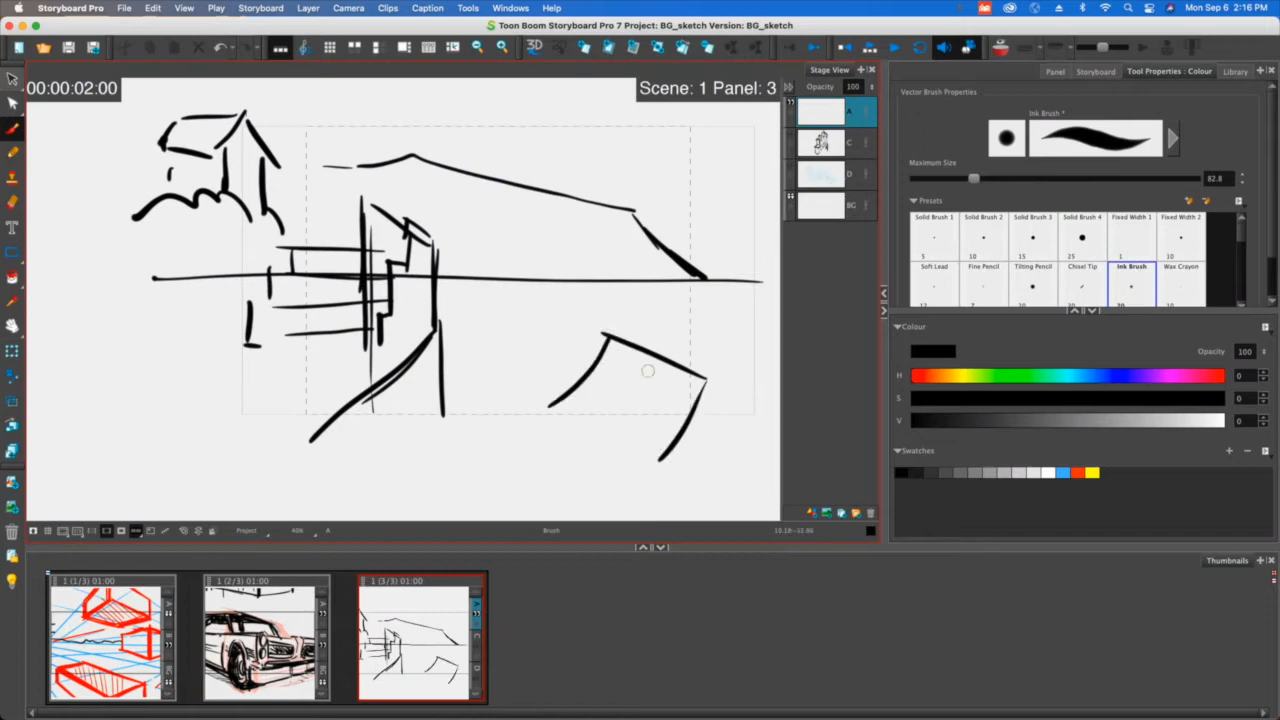 Storyboard Pro File Edit View Play Storyboard Layer Camera Clips Caption Tools Windows Help Mon Sep 6 2:16 PM
Toon Boom Storyboard Pro 7 Project: BG_sketch Version: BG_sketch
3D
00:00:02:00
Scene: 1 Panel: 3
Stage View
Opacity 100
A
C
D
BG
Panel Storyboard Tool Properties : Colour Library
Vector Brush Properties
Ink Brush *
Maximum Size
82.8
Presets
Solid Brush 1 Solid Brush 2 Solid Brush 3 Solid Brush 4 Fixed Width 1 Fixed Width 2
5 10 15 25 1 10
Soft Lead Fine Pencil Tilting Pencil Chisel Tip Ink Brush Wax Crayon
Colour
Opacity 100
H 0
S 0
V 0
Swatches
Project 40% A Brush
Thumbnails
1 (1/3) 01:00 1 (2/3) 01:00 1 (3/3) 01:00